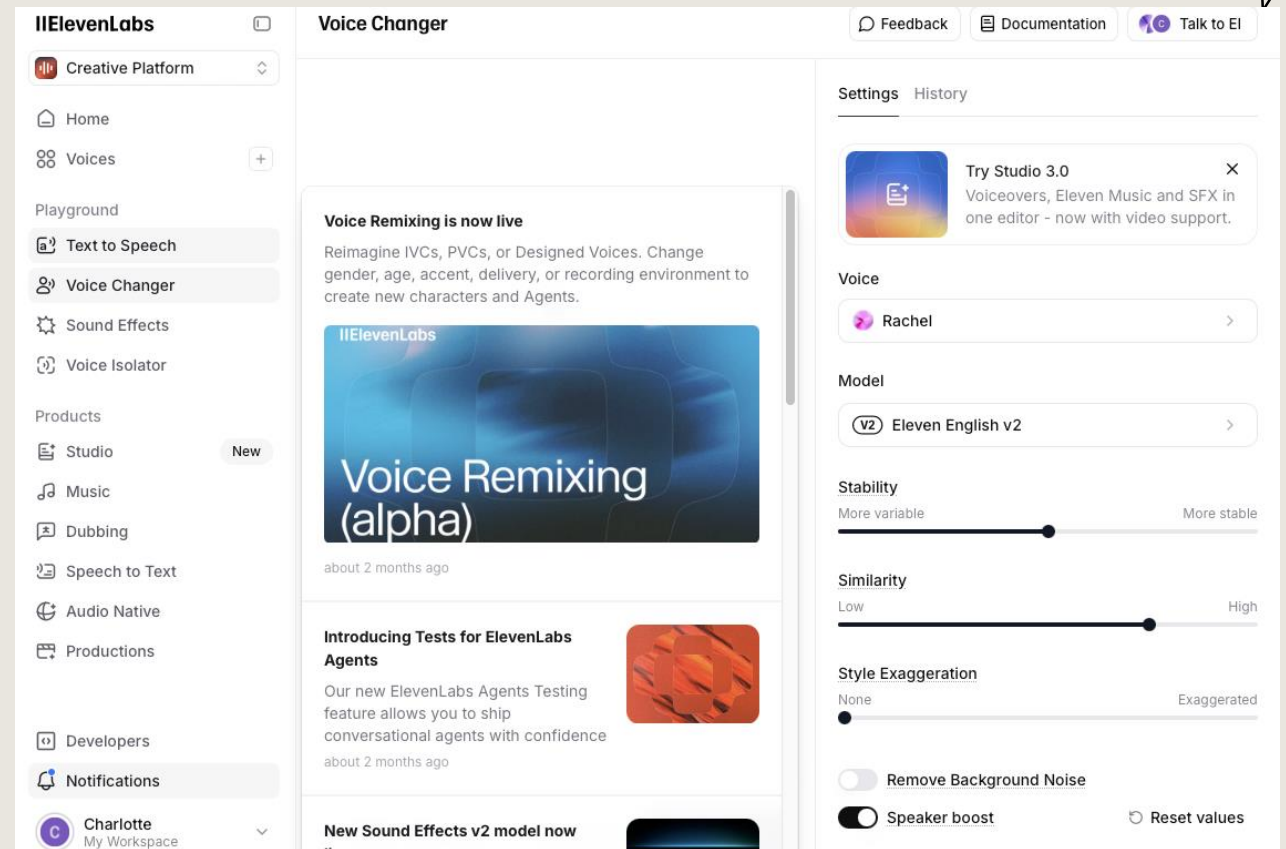 IIElevenLabs
Creative Platform
Home
Voices
Playground
Text to Speech
Voice Changer
Sound Effects
Voice Isolator
Products
Studio
New
Music
Dubbing
Speech to Text
Audio Native
Productions
Developers
Notifications
C
Charlotte
My Workspace
Voice Changer
Feedback
Documentation
C
Talk to El
Voice Remixing is now live
Reimagine IVCs, PVCs, or Designed Voices. Change
gender, age, accent, delivery, or recording environment to
create new characters and Agents.
IIElevenLabs
Voice Remixing
(alpha)
about 2 months ago
Introducing Tests for ElevenLabs
Agents
Our new ElevenLabs Agents Testing
feature allows you to ship
conversational agents with confidence
about 2 months ago
New Sound Effects v2 model now
Settings
History
Try Studio 3.0
Voiceovers, Eleven Music and SFX in
one editor - now with video support.
Voice
Rachel
Model
V2 Eleven English v2
Stability
More variable
More stable
Similarity
Low
High
Style Exaggeration
None
Exaggerated
Remove Background Noise
Speaker boost
Reset values